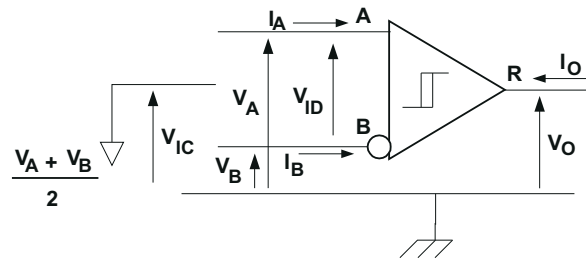 I_A A
R I_O
V_A V_ID
V_IC B
V_A + V_B
2
V_B I_B
V_O